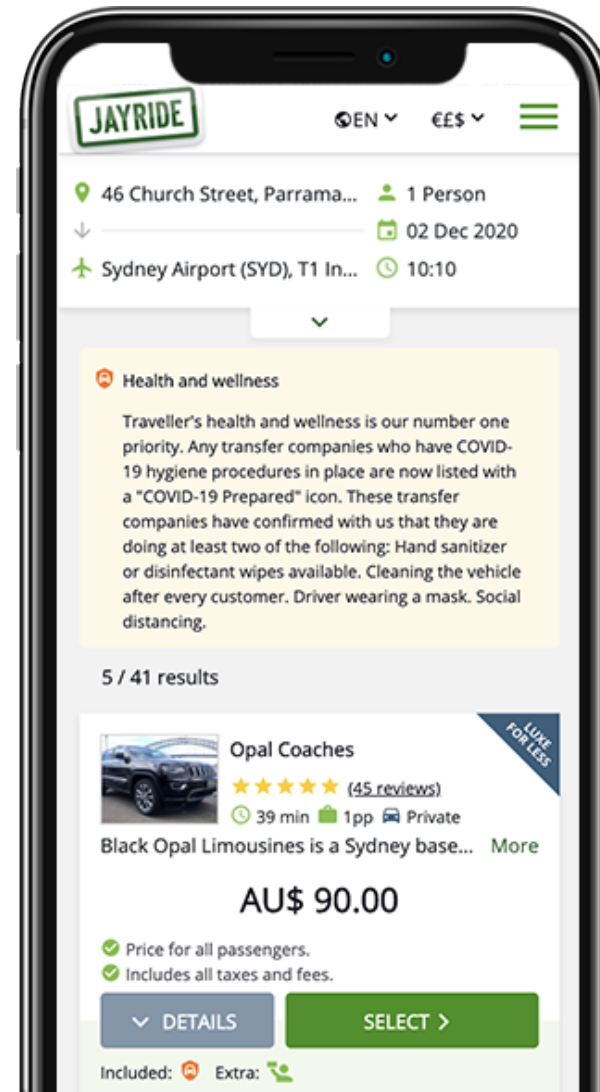 JAYRIDE
EN
€£$
46 Church Street, Parrama...
1 Person
02 Dec 2020
Sydney Airport (SYD), T1 In...
10:10
Health and wellness
Traveller's health and wellness is our number one
priority. Any transfer companies who have COVID-
19 hygiene procedures in place are now listed with
a "COVID-19 Prepared" icon. These transfer
companies have confirmed with us that they are
doing at least two of the following: Hand sanitizer
or disinfectant wipes available. Cleaning the vehicle
after every customer. Driver wearing a mask. Social
distancing.
5 / 41 results
LUXE
FOR LESS
Opal Coaches
(45 reviews)
39 min 1pp Private
Black Opal Limousines is a Sydney base... More
AU$ 90.00
Price for all passengers.
Includes all taxes and fees.
DETAILS
SELECT
Included: Extra: